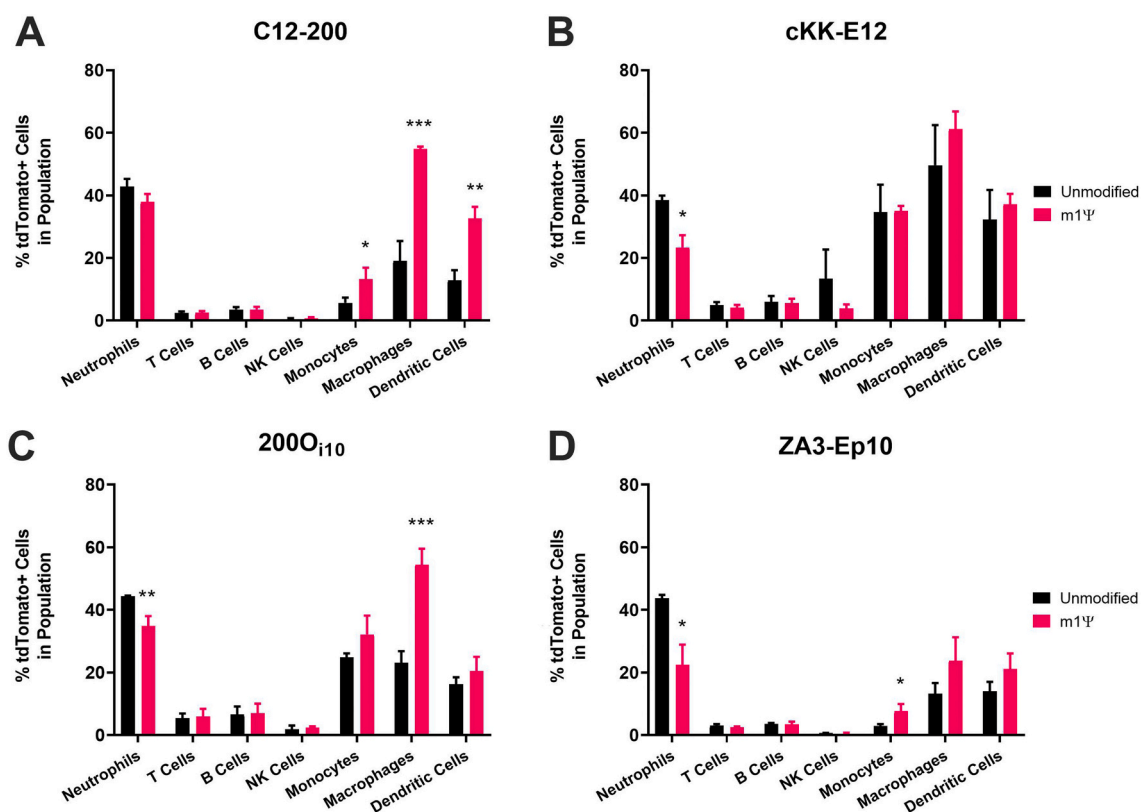 A
C12-200
80
60
40
20
0
% tdTomato+ Cells
in Population
***
**
*
Neutrophils
T Cells
B Cells
NK Cells
Monocytes
Macrophages
Dendritic Cells
B
cKK-E12
80
60
40
20
0
% tdTomato+ Cells
in Population
*
Neutrophils
T Cells
B Cells
NK Cells
Monocytes
Macrophages
Dendritic Cells
Unmodified
m1Ψ
C
200Oi10
80
60
40
20
0
% tdTomato+ Cells
in Population
**
***
Neutrophils
T Cells
B Cells
NK Cells
Monocytes
Macrophages
Dendritic Cells
D
ZA3-Ep10
80
60
40
20
0
% tdTomato+ Cells
in Population
*
*
Neutrophils
T Cells
B Cells
NK Cells
Monocytes
Macrophages
Dendritic Cells
Unmodified
m1Ψ